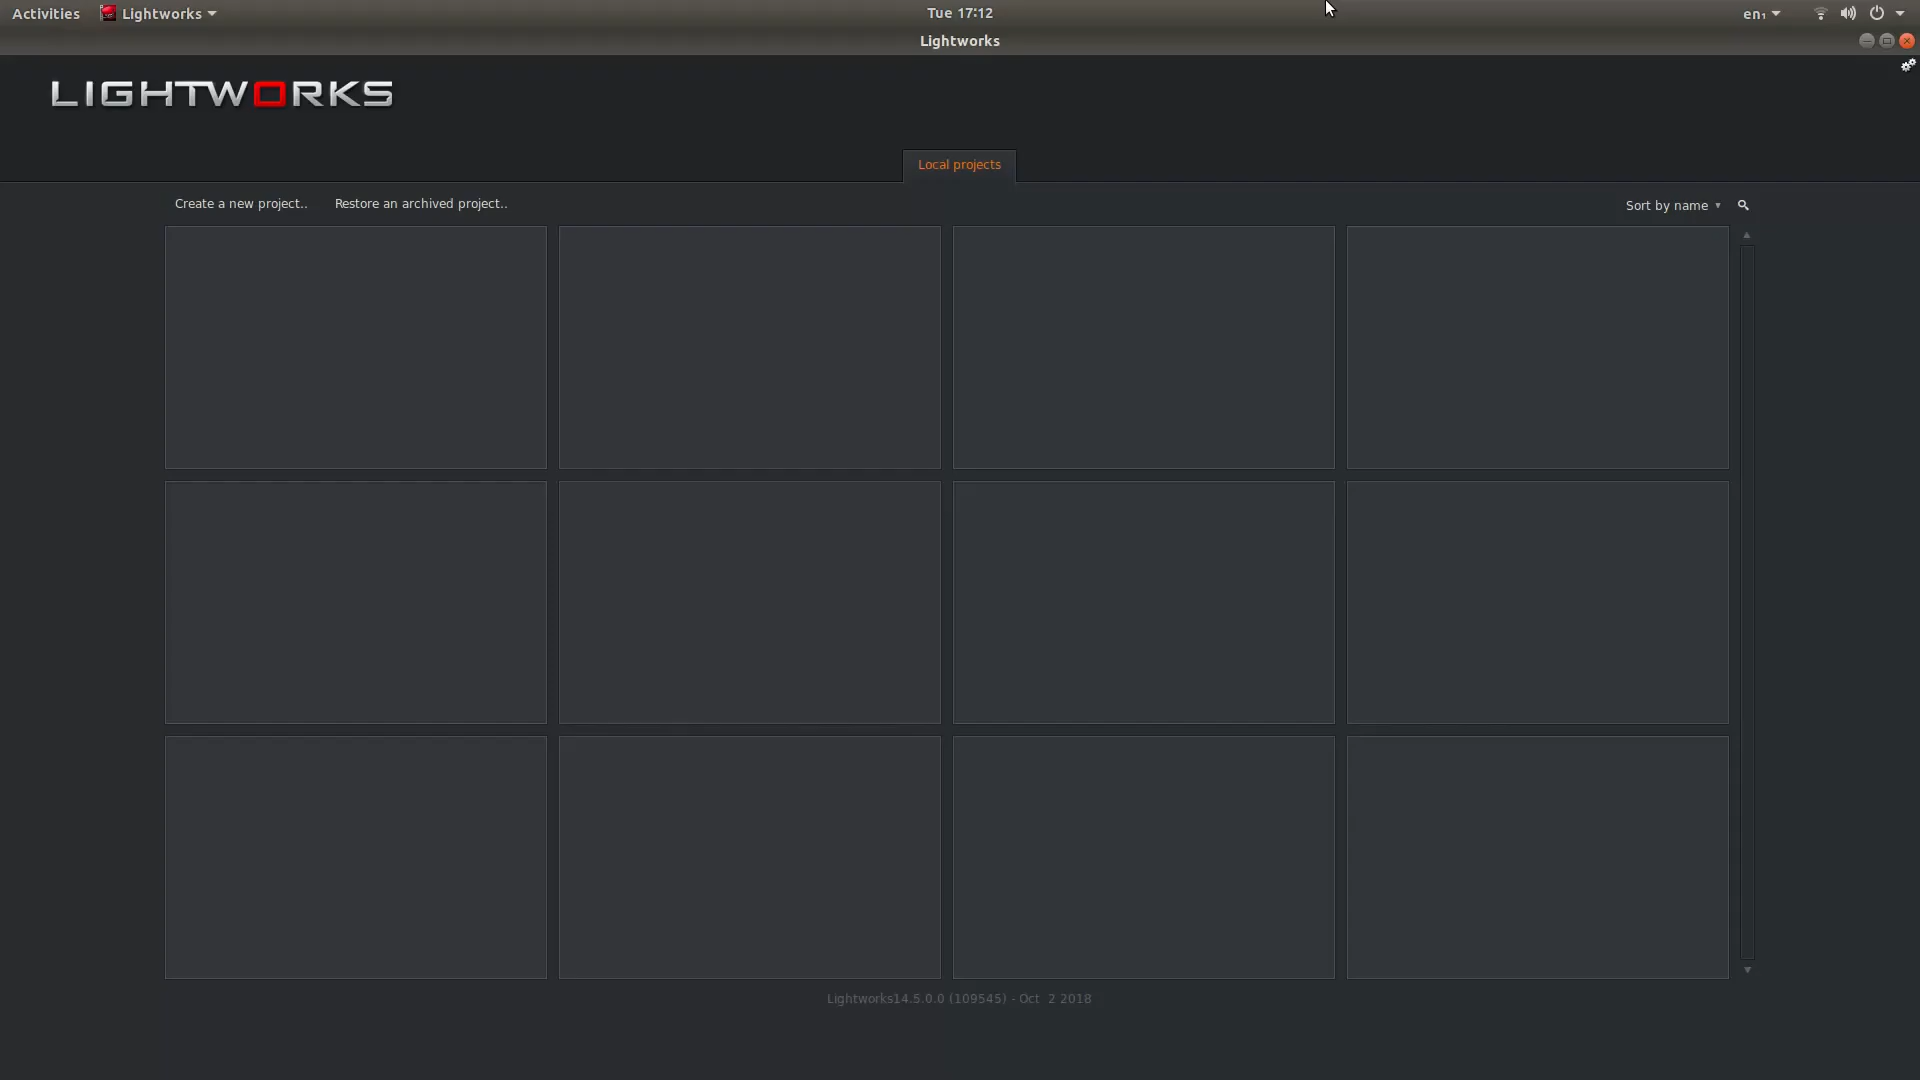 Activities Lightworks Tue 17:12 en₁
Lightworks
LIGHTWORKS
Local projects
Create a new project.. Restore an archived project.. Sort by name
Lightworks14.5.0.0 (109545) - Oct  2 2018